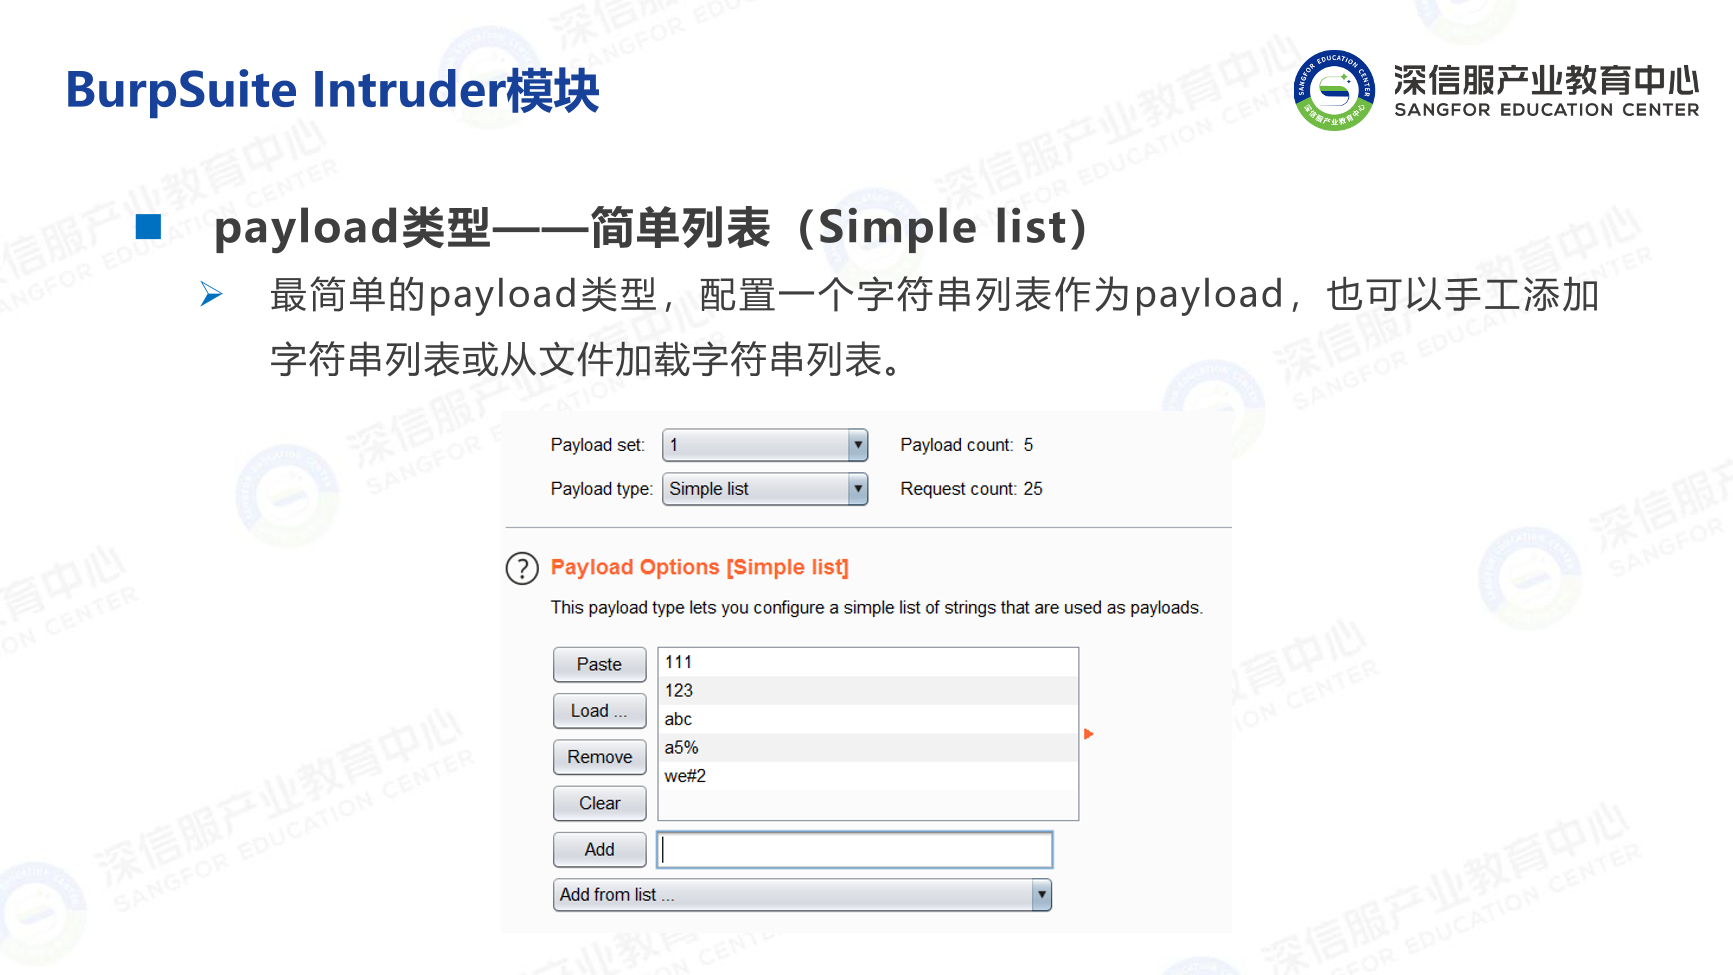 BurpSuite Intruder模块
深信服产业教育中心
SANGFOR EDUCATION CENTER
payload类型——简单列表（Simple list）
最简单的payload类型，配置一个字符串列表作为payload，也可以手工添加
字符串列表或从文件加载字符串列表。
Payload set: 1 Payload count: 5
Payload type: Simple list Request count: 25
? Payload Options [Simple list]
This payload type lets you configure a simple list of strings that are used as payloads.
Paste
Load ...
Remove
Clear
111
123
abc
a5%
we#2
Add
Add from list ...